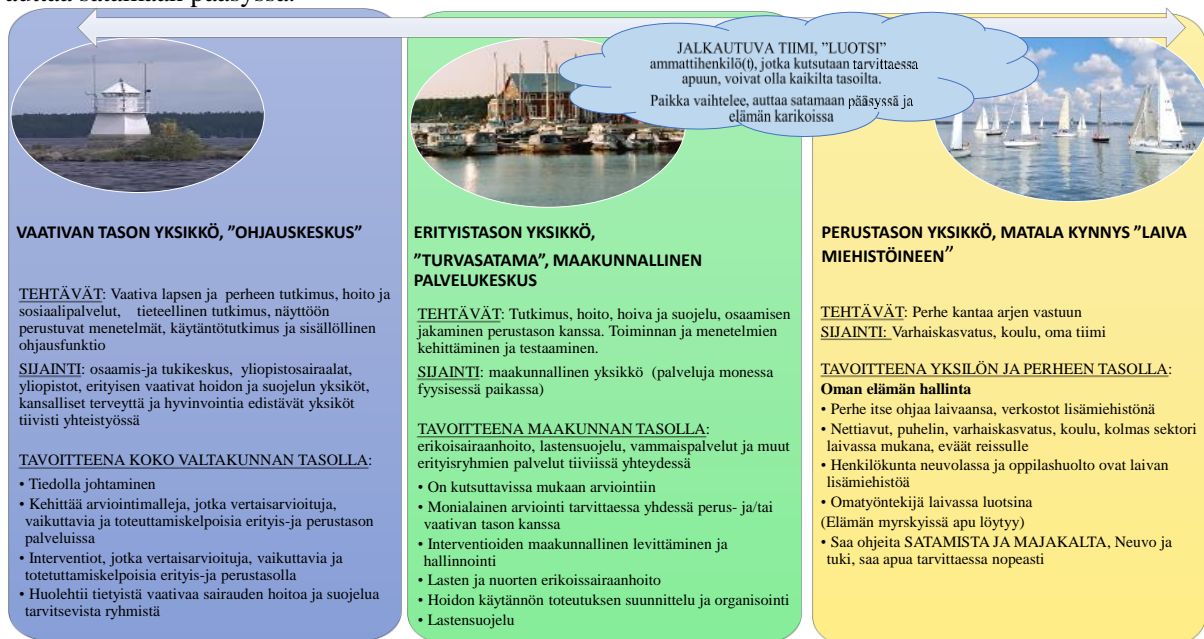 auttaa satamaan pääsyssä.
JALKAUTUVA TIIMI, ”LUOTSI”
ammattihenkilö(t), jotka kutsutaan tarvittaessa
apuun, voivat olla kaikilta tasoilta.
Paikka vaihtelee, auttaa satamaan pääsyssä ja
elämän karikoissa
VAATIVAN TASON YKSIKKÖ, ”OHJAUSKESKUS”
TEHTÄVÄT: Vaativa lapsen ja perheen tutkimus, hoito ja
sosiaalipalvelut, tieteellinen tutkimus, näyttöön
perustuvat menetelmät, käytäntötutkimus ja sisällöllinen
ohjausfunktio
SIJAINTI: osaamis-ja tukikeskus, yliopistosairaalat,
yliopistot, erityisen vaativat hoidon ja suojelun yksiköt,
kansalliset terveyttä ja hyvinvointia edistävät yksiköt
tiivisti yhteistyössä
TAVOITTEENA KOKO VALTAKUNNAN TASOLLA:
• Tiedolla johtaminen
• Kehittää arviointimalleja, jotka vertaisarvioituja,
vaikuttavia ja toteuttamiskelpoisia erityis-ja perustason
palveluissa
• Interventiot, jotka vertaisarvioituja, vaikuttavia ja
totetuttamiskelpoisia erityis-ja perustasolla
• Huolehtii tietyistä vaativaa sairauden hoitoa ja suojelua
tarvitsevista ryhmistä
ERITYISTASON YKSIKKÖ,
”TURVASATAMA”, MAAKUNNALLINEN
PALVELUKESKUS
TEHTÄVÄT: Tutkimus, hoito, hoiva ja suojelu, osaamisen
jakaminen perustason kanssa. Toiminnan ja menetelmien
kehittäminen ja testaaminen.
SIJAINTI: maakunnallinen yksikkö (palveluja monessa
fyysisessä paikassa)
TAVOITTEENA MAAKUNNAN TASOLLA:
erikoisairaanhoito, lastensuojelu, vammaispalvelut ja muut
erityisryhmien palvelut tiiviissä yhteydessä
• On kutsuttavissa mukaan arviointiin
• Monialainen arviointi tarvittaessa yhdessä perus- ja/tai
vaativan tason kanssa
• Interventioiden maakunnallinen levittäminen ja
hallinnointi
• Lasten ja nuorten erikoissairaanhoito
• Hoidon käytännön toteutuksen suunnittelu ja organisointi
• Lastensuojelu
PERUSTASON YKSIKKÖ, MATALA KYNNYS ”LAIVA
MIEHISTÖINEEN”
TEHTÄVÄT: Perhe kantaa arjen vastuun
SIJAINTI: Varhaiskasvatus, koulu, oma tiimi
TAVOITTEENA YKSILÖN JA PERHEEN TASOLLA:
Oman elämän hallinta
• Perhe itse ohjaa laivaansa, verkostot lisämiehistönä
• Nettiavut, puhelin, varhaiskasvatus, koulu, kolmas sektori
laivassa mukana, eväät reissulle
• Henkilökunta neuvolassa ja oppilashuolto ovat laivan
lisämiehistöä
• Omatyöntekijä laivassa luotsina
(Elämän myrskyissä apu löytyy)
• Saa ohjeita SATAMISTA JA MAJAKALTA, Neuvo ja
tuki, saa apua tarvittaessa nopeasti